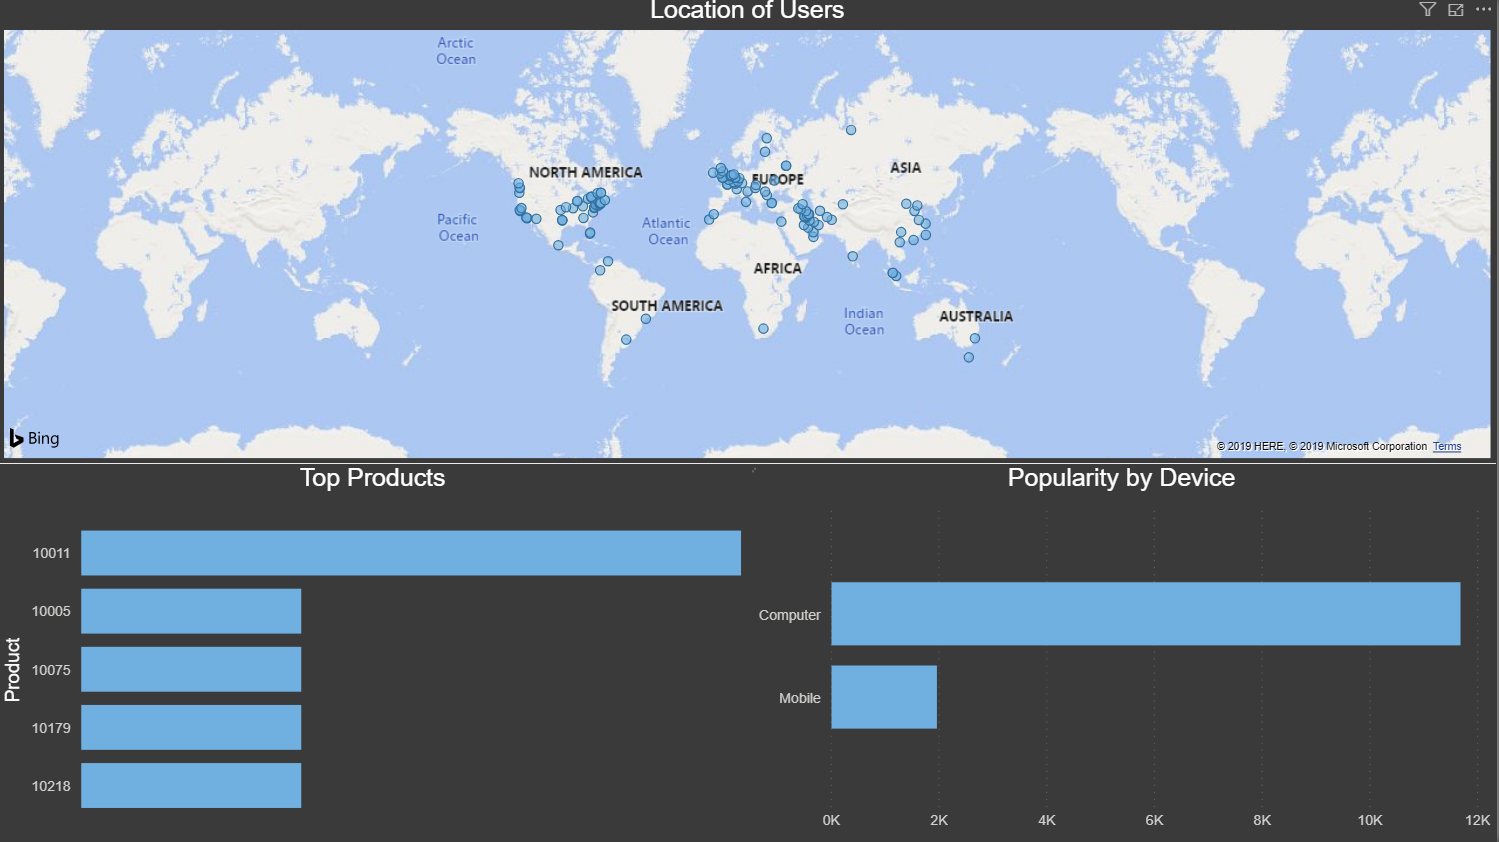 Location of Users
Arctic
Ocean
NORTH AMERICA
EUROPE
ASIA
Pacific
Ocean
Atlantic
Ocean
AFRICA
SOUTH AMERICA
Indian
Ocean
AUSTRALIA
Bing
© 2019 HERE, © 2019 Microsoft Corporation Terms
Top Products
Product
10011
10005
10075
10179
10218
Popularity by Device
Computer
Mobile
0K 2K 4K 6K 8K 10K 12K